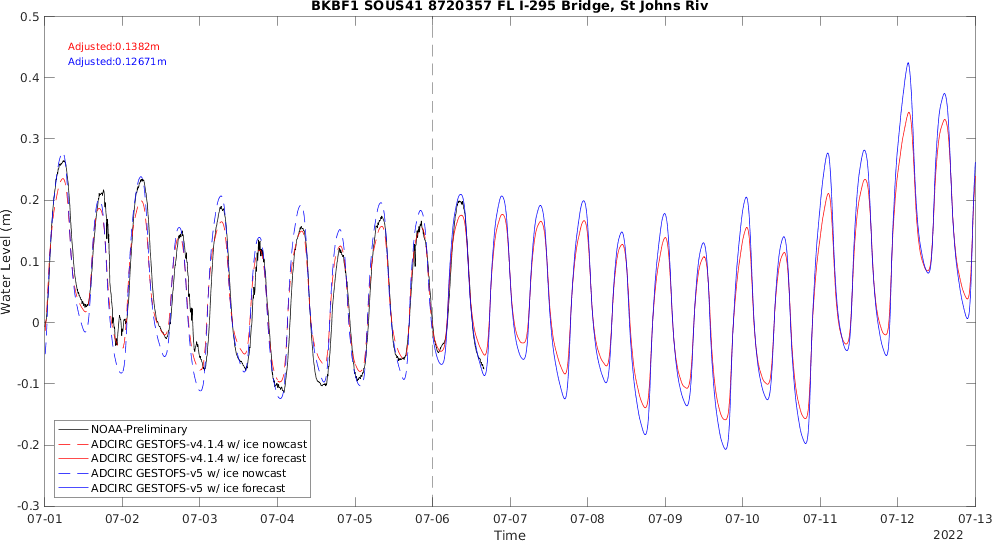 BKBF1 SOUS41 8720357 FL I-295 Bridge, St Johns Riv
Adjusted:0.1382m
Adjusted:0.12671m
Water Level (m)
0.5
0.4
0.3
0.2
0.1
0
-0.1
-0.2
-0.3
NOAA-Preliminary
ADCIRC GESTOFS-v4.1.4 w/ ice nowcast
ADCIRC GESTOFS-v4.1.4 w/ ice forecast
ADCIRC GESTOFS-v5 w/ ice nowcast
ADCIRC GESTOFS-v5 w/ ice forecast
07-01 07-02 07-03 07-04 07-05 07-06 07-07 07-08 07-09 07-10 07-11 07-12 07-13
Time
2022